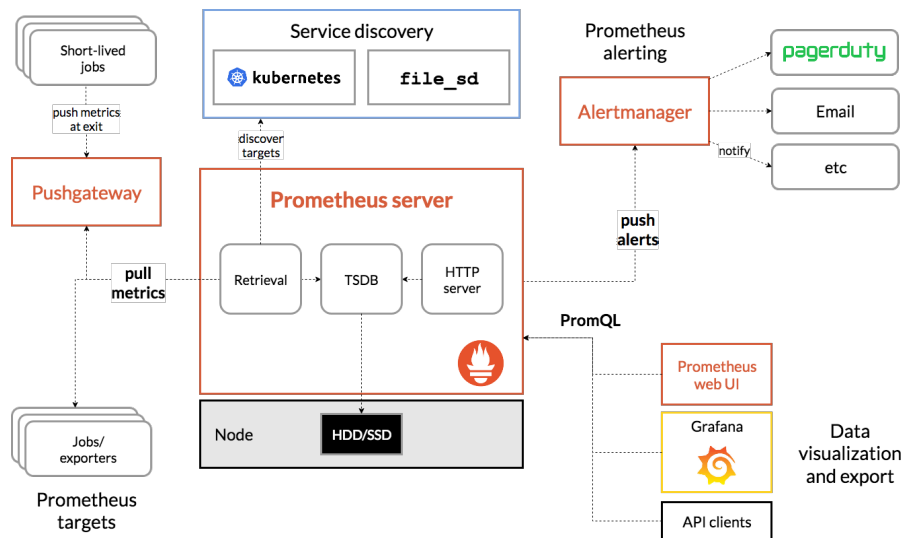 Short-lived
jobs
push metrics
at exit
Pushgateway
Service discovery
kubernetes
file_sd
discover
targets
Prometheus
alerting
Alertmanager
pagerduty
Email
notify
etc
Prometheus server
push
alerts
pull
metrics
Retrieval
TSDB
HTTP
server
PromQL
Node
HDD/SSD
Jobs/
exporters
Prometheus
targets
Prometheus
web UI
Grafana
API clients
Data
visualization
and export